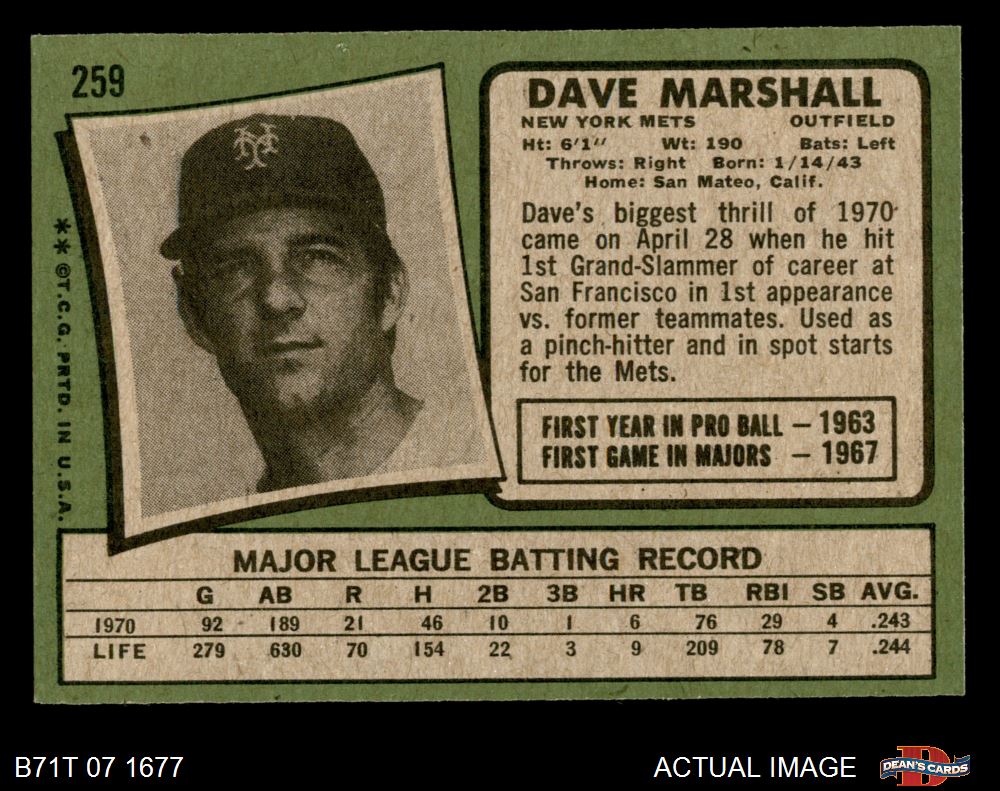 259
DAVE MARSHALL
NEW YORK METS OUTFIELD
Ht: 6'1" Wt: 190 Bats: Left
Throws: Right Born: 1/14/43
Home: San Mateo, Calif.
Dave's biggest thrill of 1970
came on April 28 when he hit
1st Grand-Slammer of career at
San Francisco in 1st appearance
vs. former teammates. Used as
a pinch-hitter and in spot starts
for the Mets.
FIRST YEAR IN PRO BALL — 1963
FIRST GAME IN MAJORS — 1967
** ©T.C.G. PRTD. IN U.S.A.
NY
MAJOR LEAGUE BATTING RECORD
G AB R H 2B 3B HR TB RBI SB AVG.
1970 92 189 21 46 10 1 6 76 29 4 .243
LIFE 279 630 70 154 22 3 9 209 78 7 .244
B71T 07 1677
ACTUAL IMAGE
D
DEAN'S CARDS